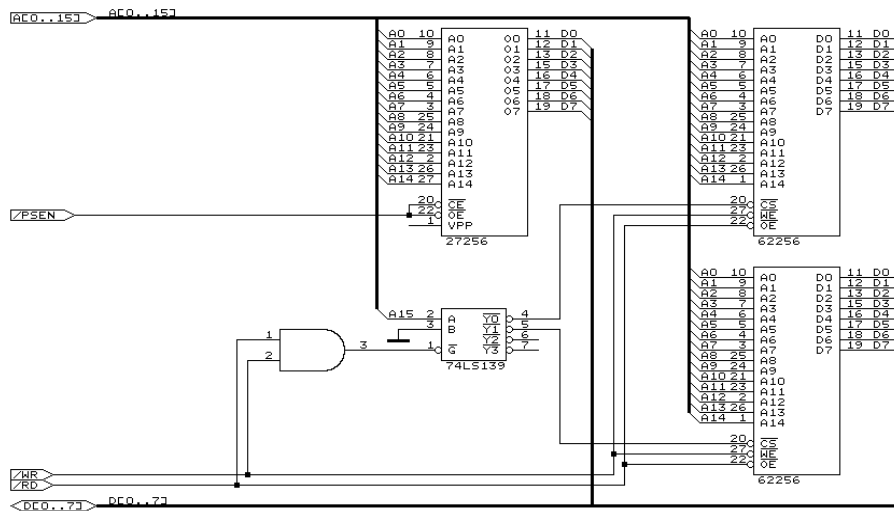 A[0..15] A[0..15]
A0 10 A0 O0 11 D0
A1 9 A1 O1 12 D1
A2 8 A2 O2 13 D2
A3 7 A3 O3 15 D3
A4 6 A4 O4 16 D4
A5 5 A5 O5 17 D5
A6 4 A6 O6 18 D6
A7 3 A7 O7 19 D7
A8 25 A8
A9 24 A9
A10 21 A10
A11 23 A11
A12 2 A12
A13 26 A13
A14 27 A14
20 CE
22 OE
1 VPP
27256
A0 10 A0 D0 11 D0
A1 9 A1 D1 12 D1
A2 8 A2 D2 13 D2
A3 7 A3 D3 15 D3
A4 6 A4 D4 16 D4
A5 5 A5 D5 17 D5
A6 4 A6 D6 18 D6
A7 3 A7 D7 19 D7
A8 25 A8
A9 24 A9
A10 21 A10
A11 23 A11
A12 2 A12
A13 26 A13
A14 1 A14
20 CS
27 WE
22 OE
62256
/PSEN
A15 2 A Y0 4
3 B Y1 5
Y2 6
1 G Y3 7
74LS139
1
2
3
A0 10 A0 D0 11 D0
A1 9 A1 D1 12 D1
A2 8 A2 D2 13 D2
A3 7 A3 D3 15 D3
A4 6 A4 D4 16 D4
A5 5 A5 D5 17 D5
A6 4 A6 D6 18 D6
A7 3 A7 D7 19 D7
A8 25 A8
A9 24 A9
A10 21 A10
A11 23 A11
A12 2 A12
A13 26 A13
A14 1 A14
20 CS
27 WE
22 OE
62256
/WR
/RD
D[0..7] D[0..7]